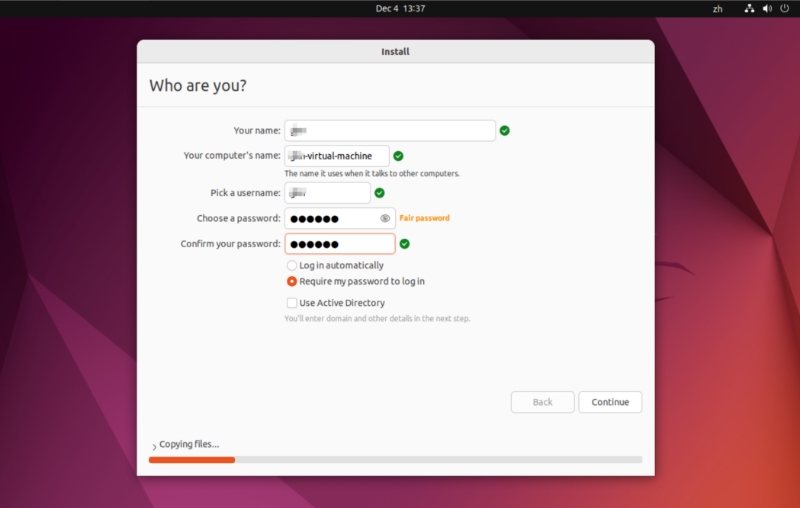 Dec 4 13:37
zh
Install
Who are you?
Your name:
Your computer's name: -virtual-machine
The name it uses when it talks to other computers.
Pick a username:
Choose a password: ●●●●●● Fair password
Confirm your password: ●●●●●●
Log in automatically
Require my password to log in
Use Active Directory
You'll enter domain and other details in the next step.
Back Continue
Copying files...